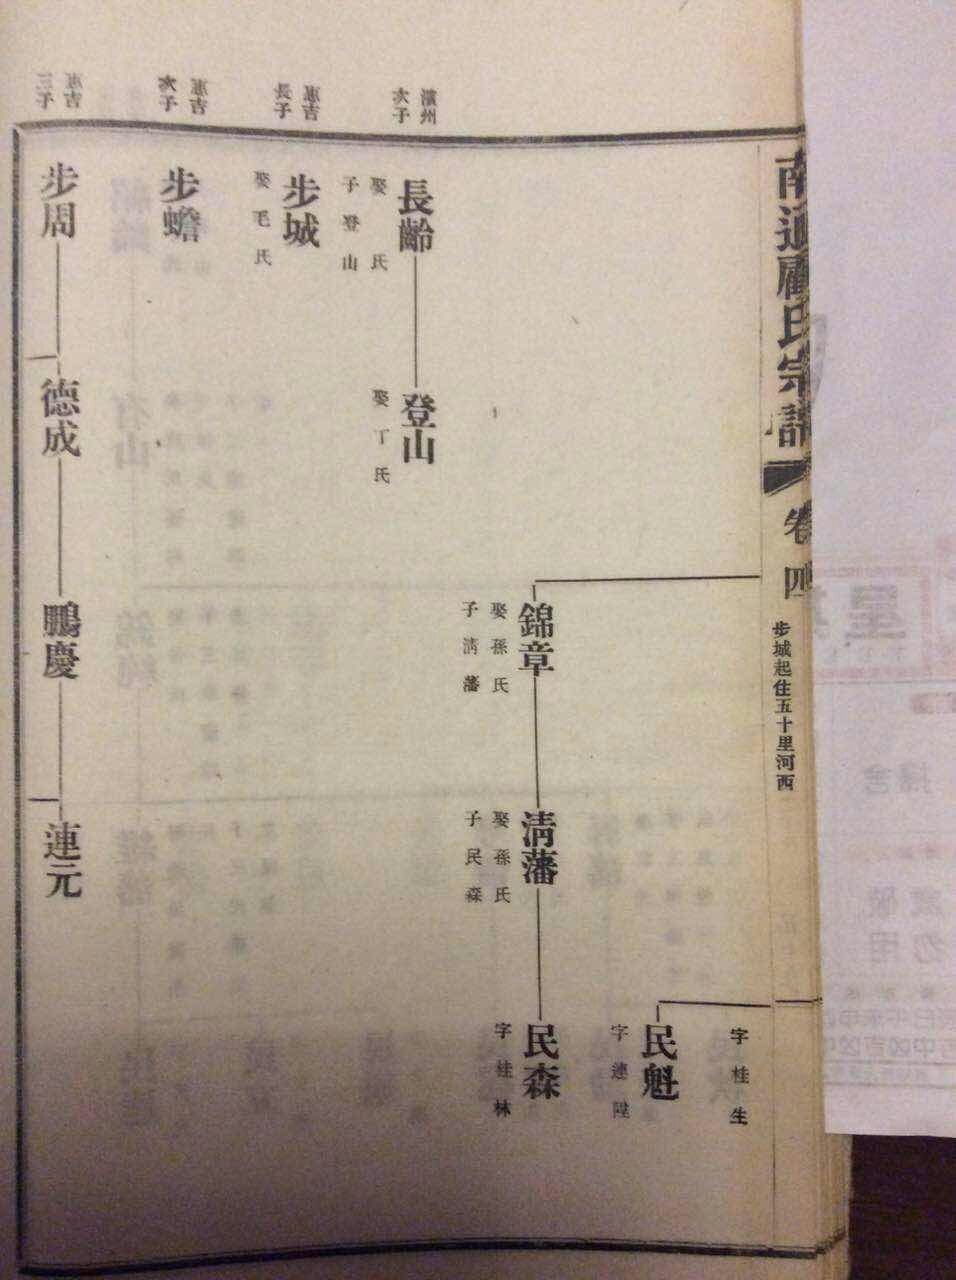 南通顧氏宗譜
卷四
步城起住五十里河西
字桂生
民魁
字連陞
錦章
娶孫氏
子淸藩
淸藩
娶孫氏
子民森
民森
字桂林
濱州
次子
長齡
娶氏
子登山
登山
娶丁氏
惠吉
長子
步城
娶毛氏
惠吉
次子
步蟾
惠吉
三子
步周
德成
鵬慶
連元